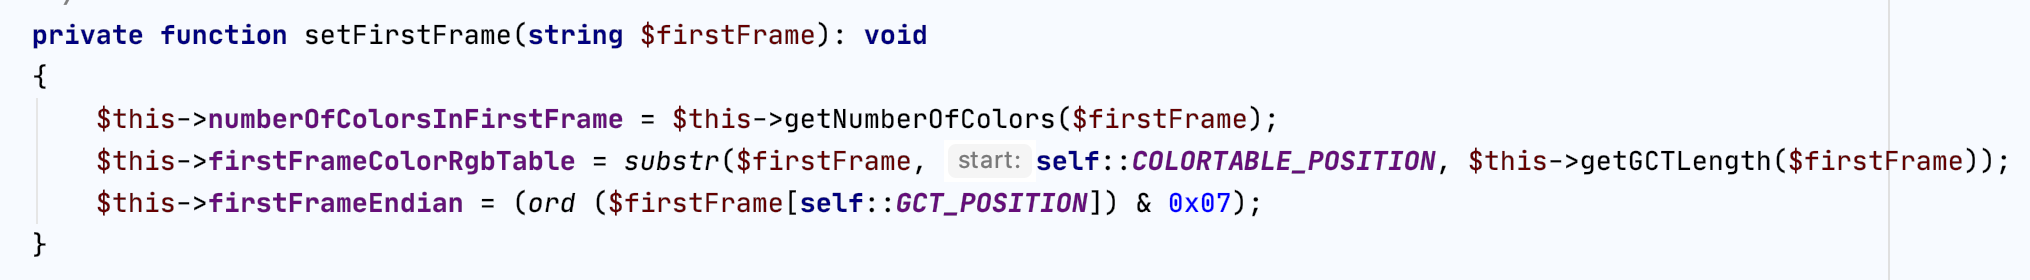 private function setFirstFrame(string $firstFrame): void
{
    $this->numberOfColorsInFirstFrame = $this->getNumberOfColors($firstFrame);
    $this->firstFrameColorRgbTable = substr($firstFrame, start: self::COLORTABLE_POSITION, $this->getGCTLength($firstFrame));
    $this->firstFrameEndian = (ord ($firstFrame[self::GCT_POSITION]) & 0x07);
}